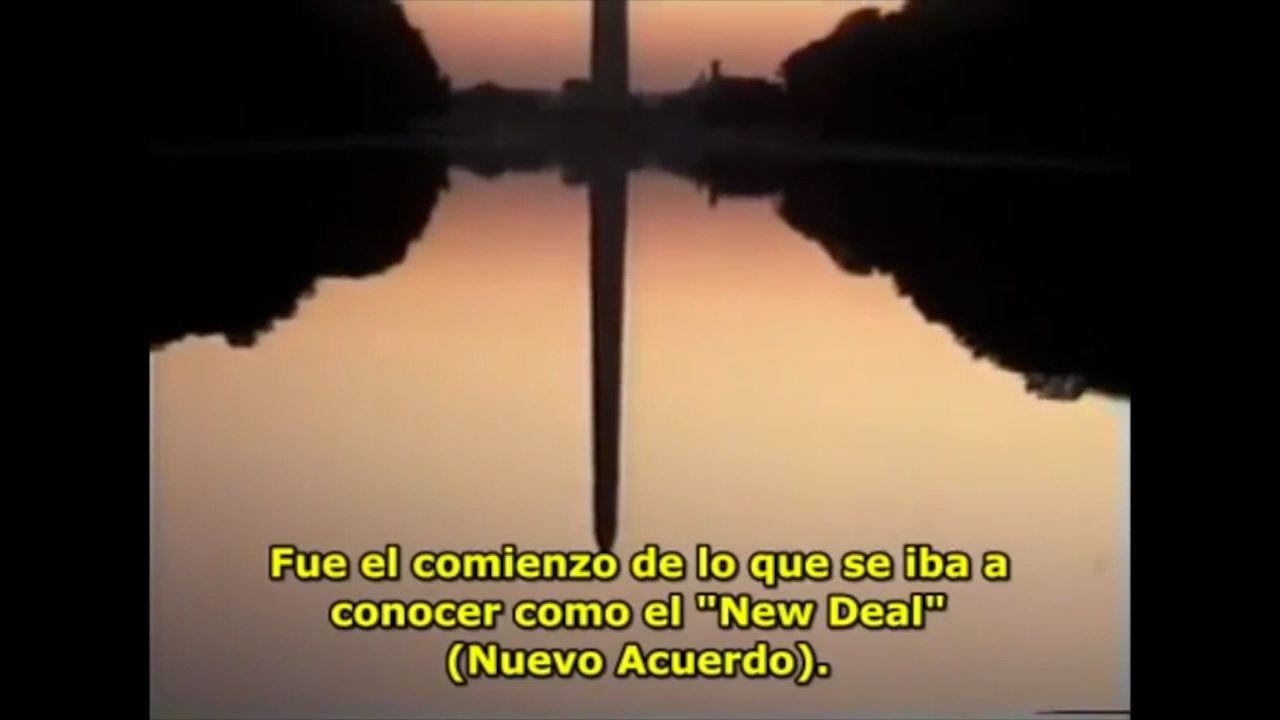 Fue el comienzo de lo que se iba a
conocer como el "New Deal"
(Nuevo Acuerdo).